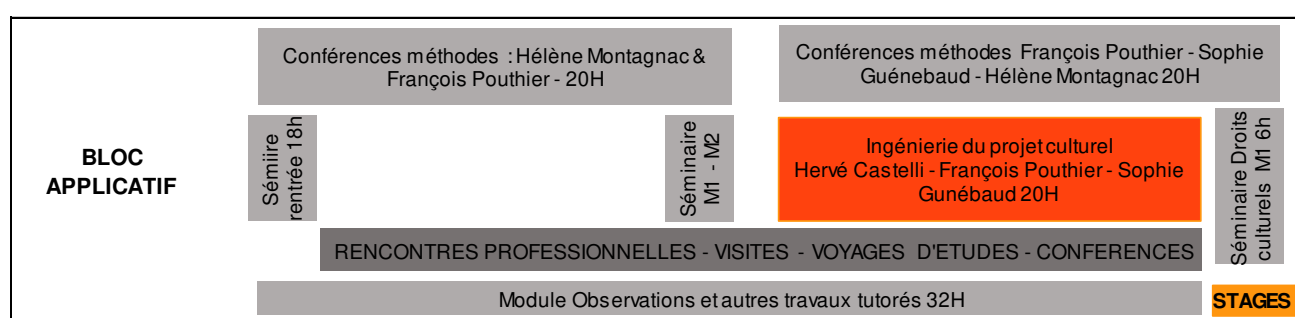 Conférences méthodes : Hélène Montagnac &
François Pouthier - 20H
Conférences méthodes François Pouthier - Sophie
Guénebaud - Hélène Montagnac 20H
BLOC
APPLICATIF
Sémiire
rentrée 18h
Séminaire
M1 - M2
Ingénierie du projet culturel
Hervé Castelli - François Pouthier - Sophie
Gunébaud 20H
Séminaire Droits
culturels M1 6h
RENCONTRES PROFESSIONNELLES - VISITES - VOYAGES D'ETUDES - CONFERENCES
Module Observations et autres travaux tutorés 32H
STAGES